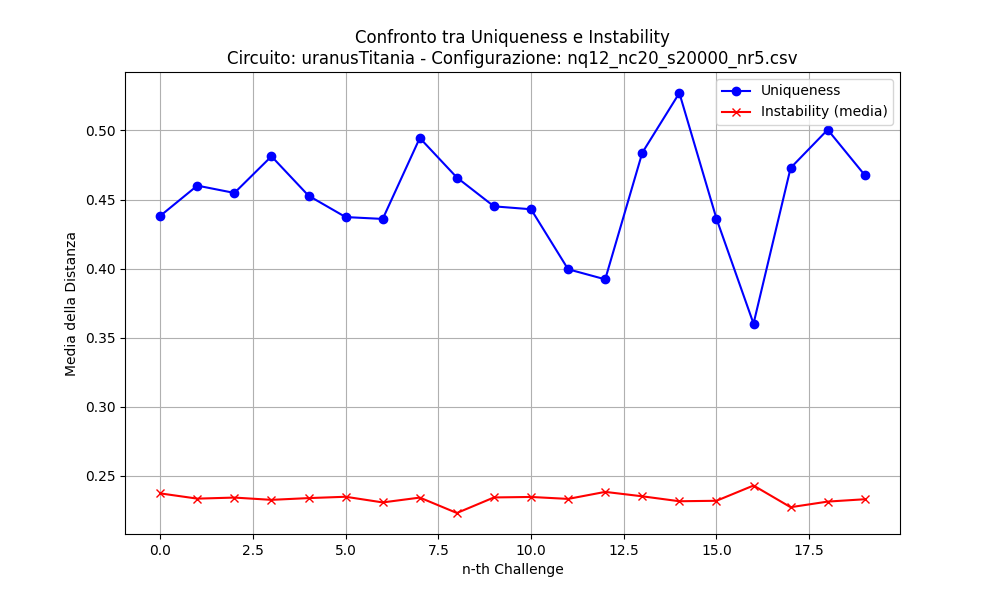 Confronto tra Uniqueness e Instability
Circuito: uranusTitania - Configurazione: nq12_nc20_s20000_nr5.csv
Uniqueness
Instability (media)
Media della Distanza
0.50
0.45
0.40
0.35
0.30
0.25
0.0 2.5 5.0 7.5 10.0 12.5 15.0 17.5
n-th Challenge